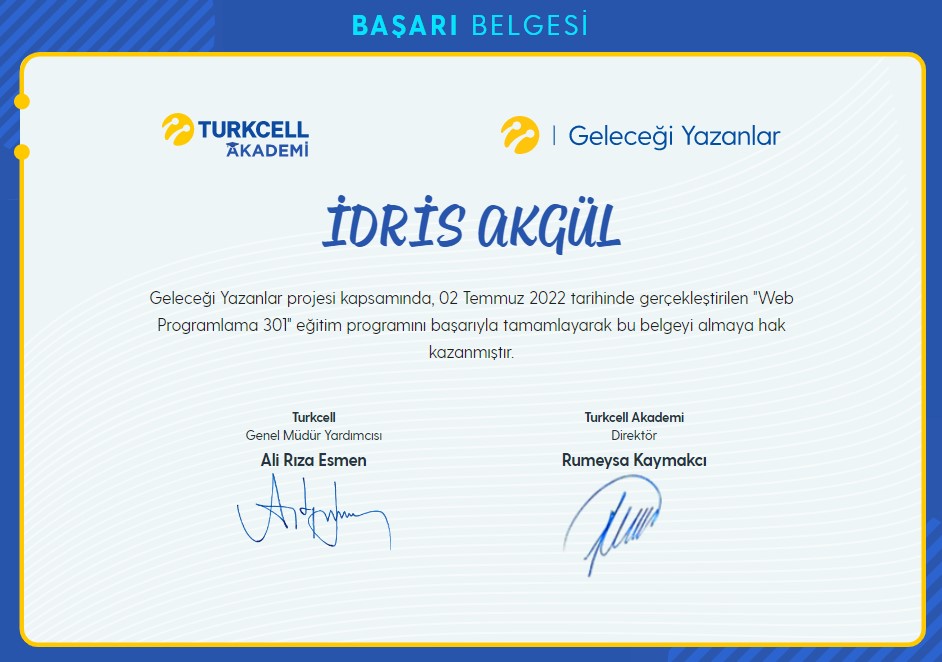 BAŞARI BELGESİ
TURKCELL
AKADEMİ
| Geleceği Yazanlar
İDRİS AKGÜL
Geleceği Yazanlar projesi kapsamında, 02 Temmuz 2022 tarihinde gerçekleştirilen "Web
Programlama 301" eğitim programını başarıyla tamamlayarak bu belgeyi almaya hak
kazanmıştır.
Turkcell
Genel Müdür Yardımcısı
Ali Rıza Esmen
Turkcell Akademi
Direktör
Rumeysa Kaymakcı